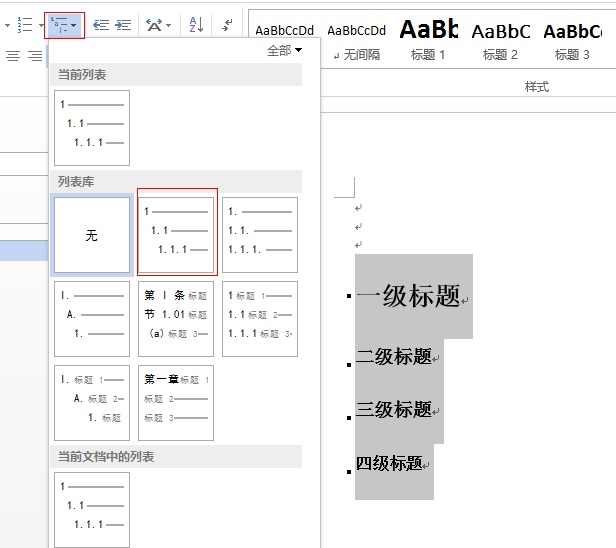 AaBbCcDd AaBbCcDd AaBb AaBbC AaBbCc
无间隔 标题 1 标题 2 标题 3
样式
全部
当前列表
1
1.1
1.1.1
列表库
无
1
1.1
1.1.1
1.
1.1.
1.1.1.
I.
A.
1.
第 I 条 标题
节 1.01 标题
(a) 标题 3
1 标题 1
1.1 标题 2
1.1.1 标题 3
I. 标题 1
A. 标题 2
1. 标题
第一章 标题 1
标题 2
标题 3
当前文档中的列表
1
1.1
1.1.1
一级标题
二级标题
三级标题
四级标题